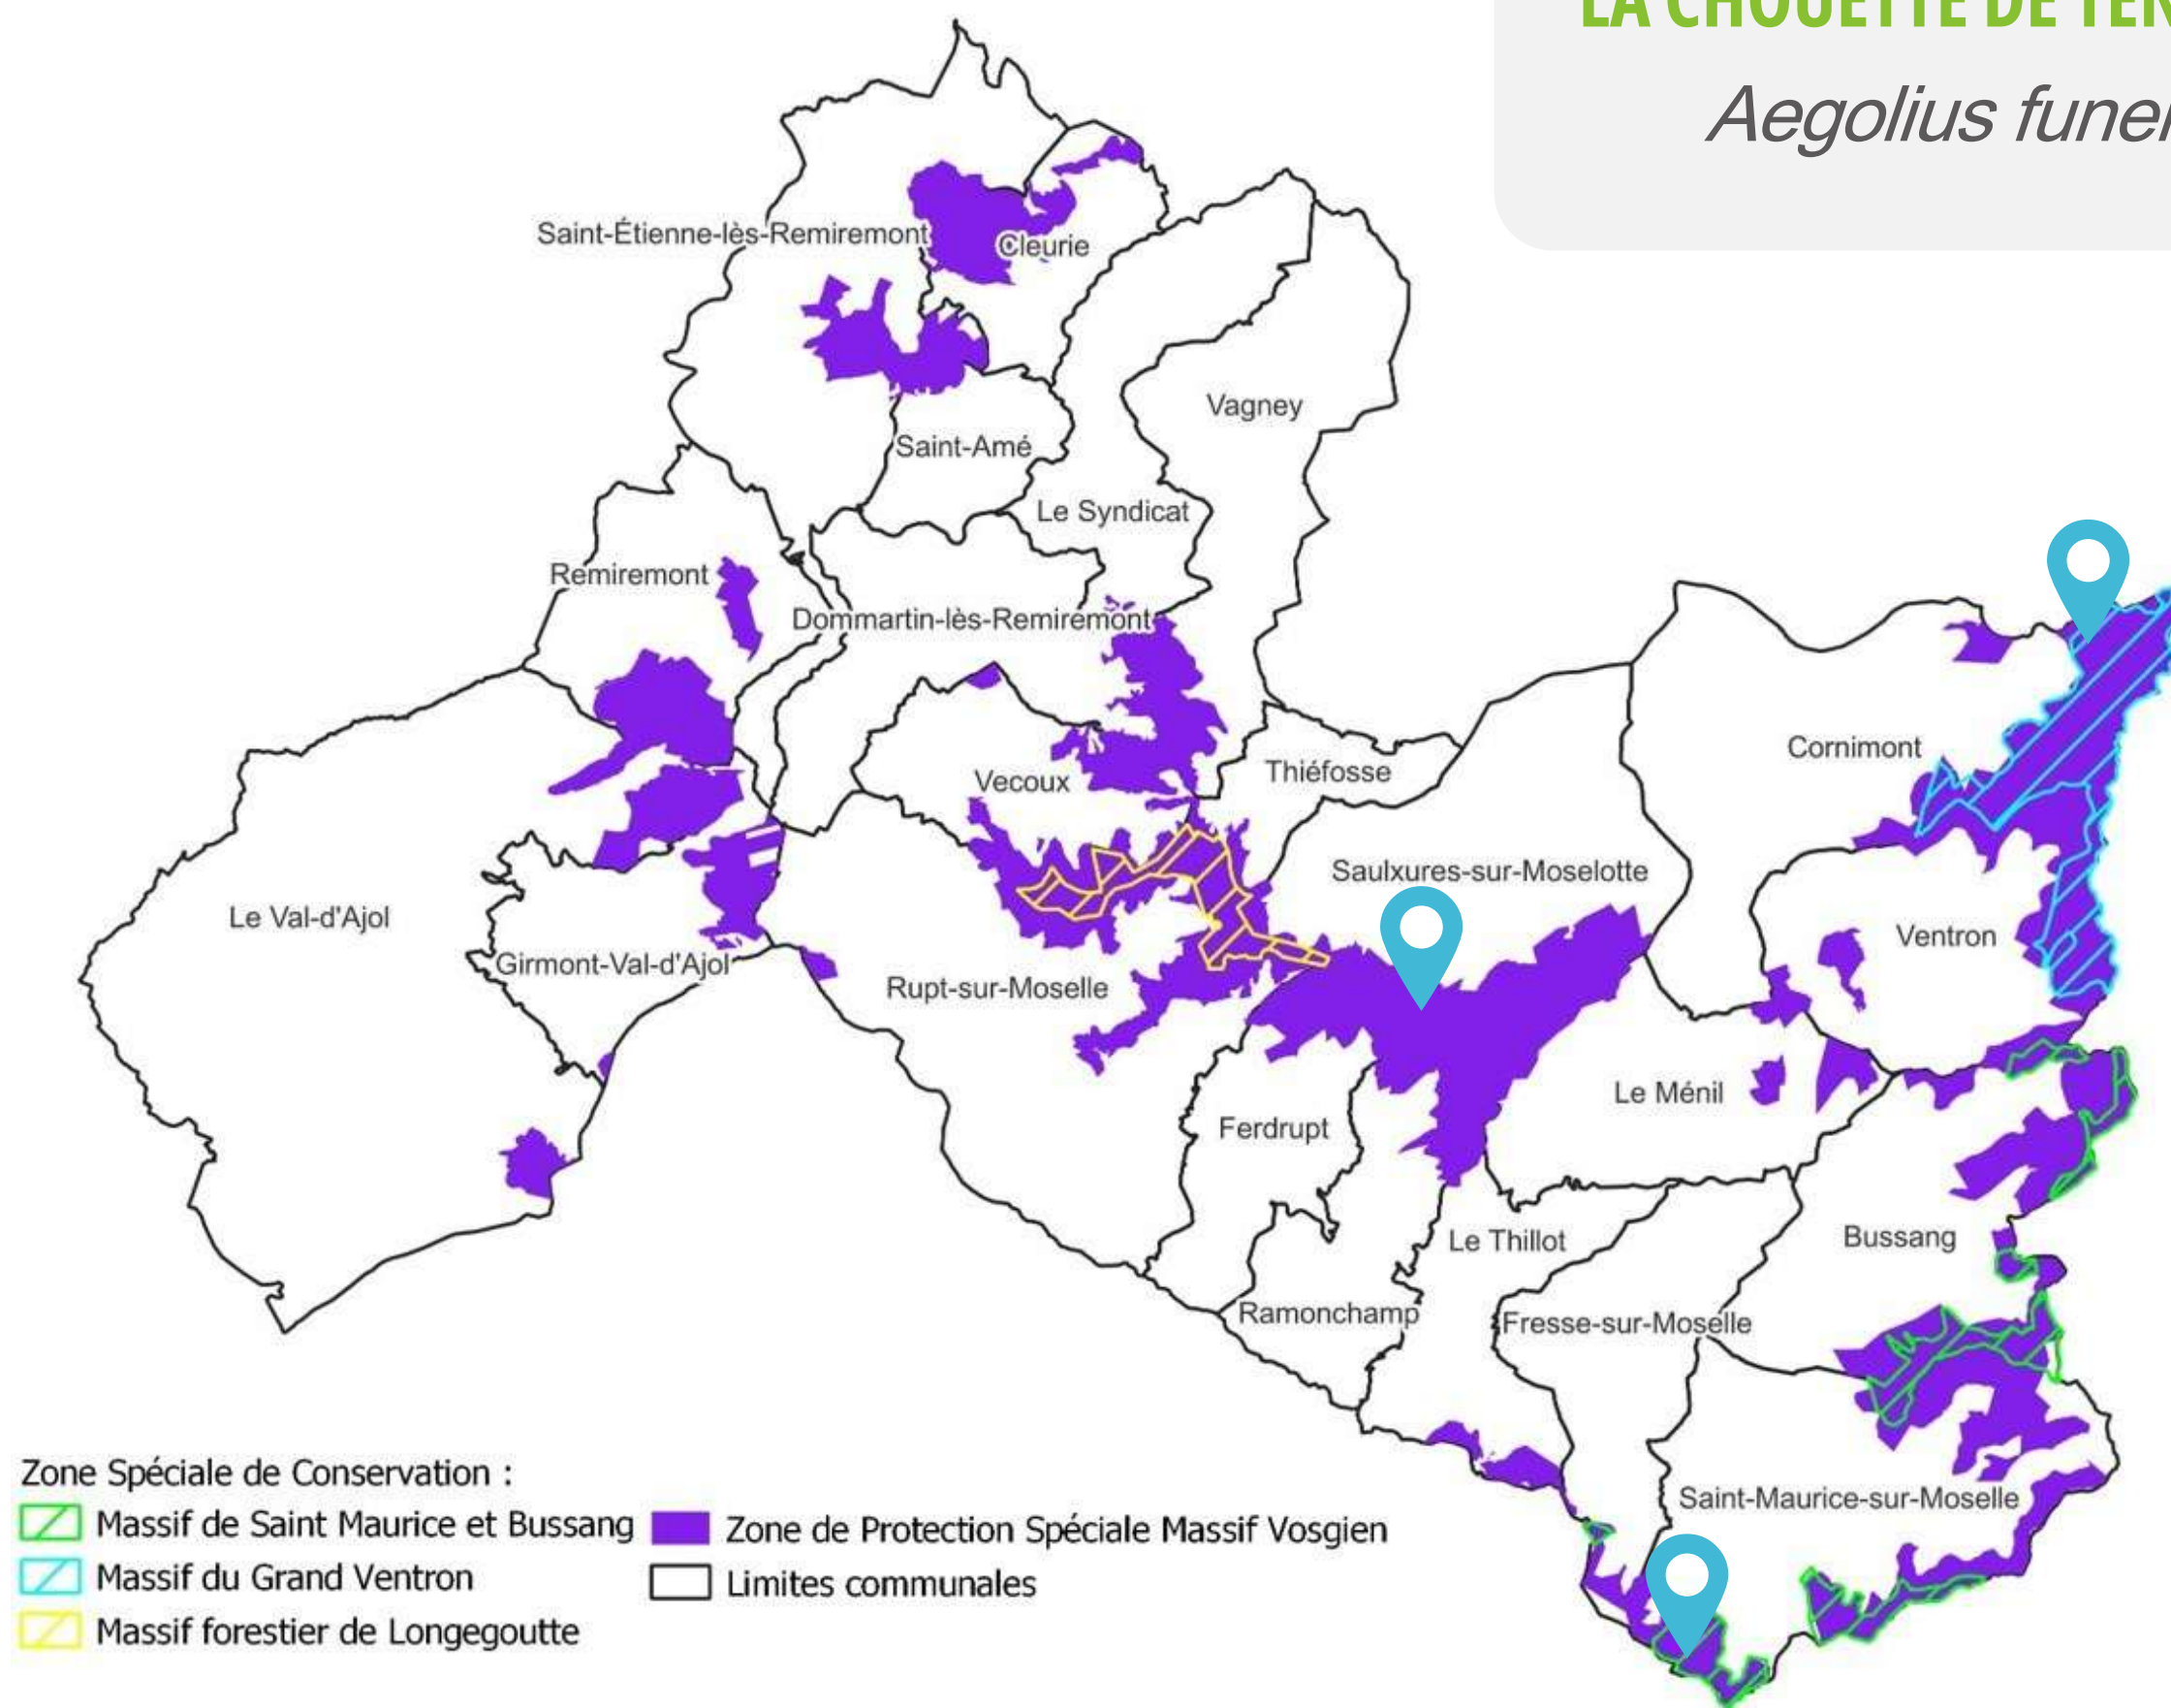 LA CHOUETTE DE
Aegolius
Saint-Étienne-lès-Remiremont
Cleurie
Vagney
Saint-Amé
Le Syndicat
Remiremont
Dommartin-lès-Remiremont
Cornimont
Thiéfosse
Vecoux
Saulxures-sur-Moselotte
Le Val-d'Ajol
Ventron
Girmont-Val-d'Ajol
Rupt-sur-Moselle
Le Ménil
Ferdrupt
Bussang
Le Thillot
Ramonchamp
Fresse-sur-Moselle
Saint-Maurice-sur-Moselle
Zone Spéciale de Conservation :
Massif de Saint Maurice et Bussang
Massif du Grand Ventron
Massif forestier de Longegoutte
Zone de Protection Spéciale Massif Vosgien
Limites communales